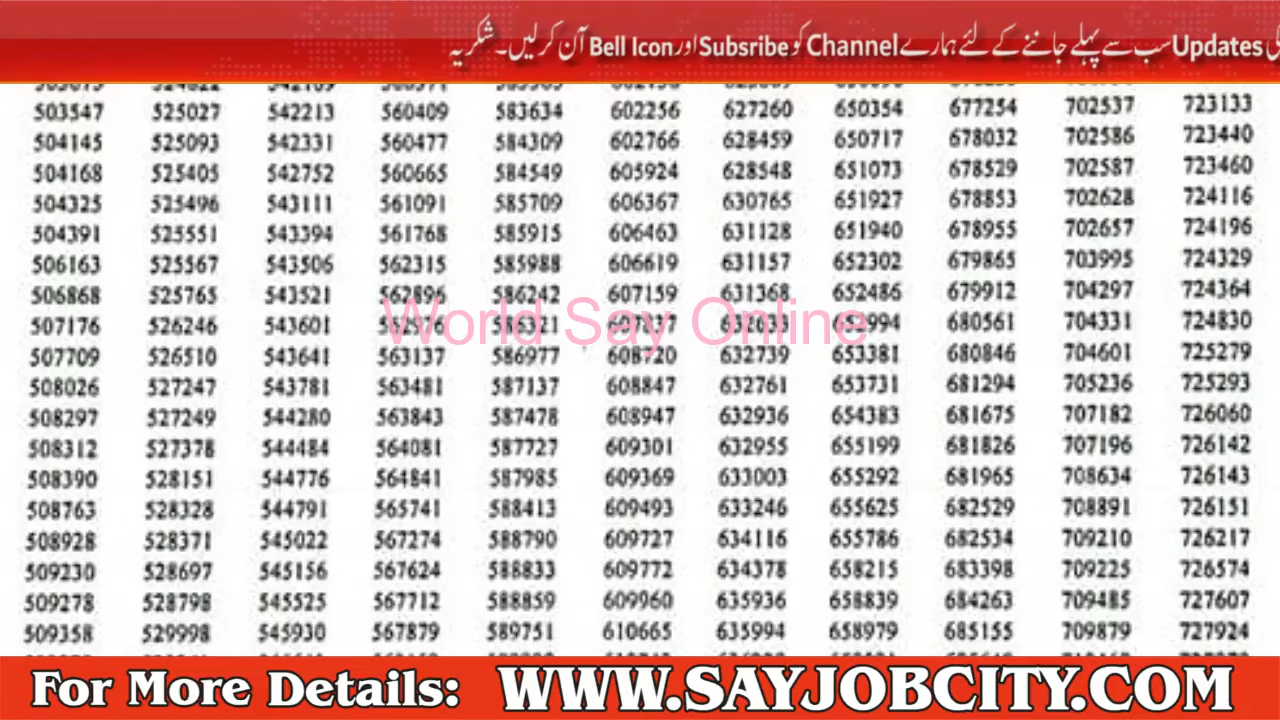 Updates سب سے پہلے جاننے کے لئے ہمارے Channel کو Subsribe اور Bell Icon آن کرلیں۔شکریہ
503547 525027 542213 560409 583634 602256 627260 650354 677254 702537 723133
504145 525093 542331 560477 584309 602766 628459 650717 678032 702586 723440
504168 525405 542752 560665 584549 605924 628548 651073 678529 702587 723460
504325 525496 543111 561091 585709 606367 630765 651927 678853 702628 724116
504391 525551 543394 561768 585915 606463 631128 651940 678955 702657 724196
506163 525567 543506 562315 585988 606619 631157 652302 679865 703995 724329
506868 525765 543521 562896 586242 607159 631368 652486 679912 704297 724364
World Say Online
507176 526246 543601 680561 704331 724830
507709 526510 543641 563137 586977 608720 632739 653381 680846 704601 725279
508026 527247 543781 563481 587137 608847 632761 653731 681294 705236 725293
508297 527249 544280 563843 587478 608947 632936 654383 681675 707182 726060
508312 527378 544484 564081 587727 609301 632955 655199 681826 707196 726142
508390 528151 544776 564841 587985 609369 633003 655292 681965 708634 726143
508763 528328 544791 565741 588413 609493 633246 655625 682529 708891 726151
508928 528371 545022 567274 588790 609727 634116 655786 682534 709210 726217
509230 528697 545156 567624 588833 609772 634378 658215 683398 709225 726574
509278 528798 545525 567712 588859 609960 635936 658839 684263 709485 727607
509358 529998 545930 567879 589751 610665 635994 658979 685155 709879 727924
For More Details: WWW.SAYJOBCITY.COM